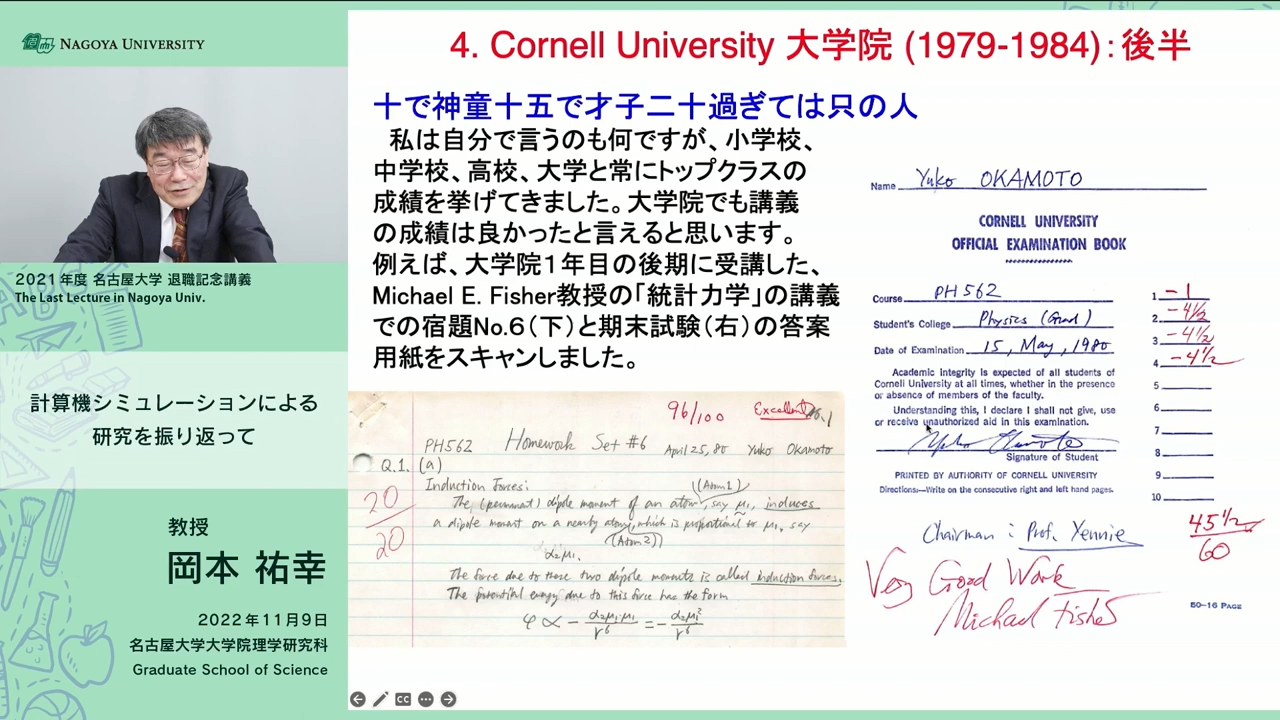 NAGOYA UNIVERSITY
2021年度 名古屋大学 退職記念講義
The Last Lecture in Nagoya Univ.
計算機シミュレーションによる
研究を振り返って
教授
岡本 祐幸
2022年11月9日
名古屋大学大学院理学研究科
Graduate School of Science
4. Cornell University 大学院 (1979-1984)：後半
十で神童十五で才子二十過ぎては只の人
私は自分で言うのも何ですが、小学校、
中学校、高校、大学と常にトップクラスの
成績を挙げてきました。大学院でも講義
の成績は良かったと言えると思います。
例えば、大学院１年目の後期に受講した、
Michael E. Fisher教授の「統計力学」の講義
での宿題No.６（下）と期末試験（右）の答案
用紙をスキャンしました。
96/100 Excellent
PH562 Homework Set #6 April 25, 80 Yuko Okamoto
Q.1. (a)
20/20
Induction Forces: (Atom 1)
The (permanent) dipole moment of an atom, say μ₁, induces
a dipole moment on a nearby atom, which is proportional to μ₁, say
(Atom 2)
α₂μ₁.
The force due to these two dipole moments is called induction forces.
The potential energy due to this force has the form
φ ∝ − α₂μ₁·μ₁/r⁶ = − α₂μ₁²/r⁶
Name Yuko OKAMOTO
CORNELL UNIVERSITY
OFFICIAL EXAMINATION BOOK
Course PH 562
Student's College Physics (Grad)
Date of Examination 15, May, 1980
Academic integrity is expected of all students of
Cornell University at all times, whether in the presence
or absence of members of the faculty.
Understanding this, I declare I shall not give, use
or receive unauthorized aid in this examination.
Yuko Okamoto
Signature of Student
PRINTED BY AUTHORITY OF CORNELL UNIVERSITY
Directions:—Write on the consecutive right and left hand pages.
1 -1
2 -4½
3 -4½
4 -4½
5
6
7
8
9
10
45½/60
Chairman : Prof. Yennie
Very Good Work
Michael Fisher
50-16 PAGE
CC